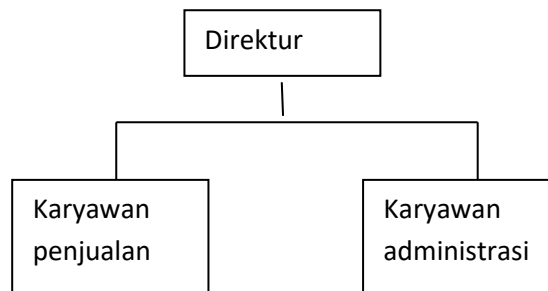 Direktur
Karyawan
penjualan
Karyawan
administrasi